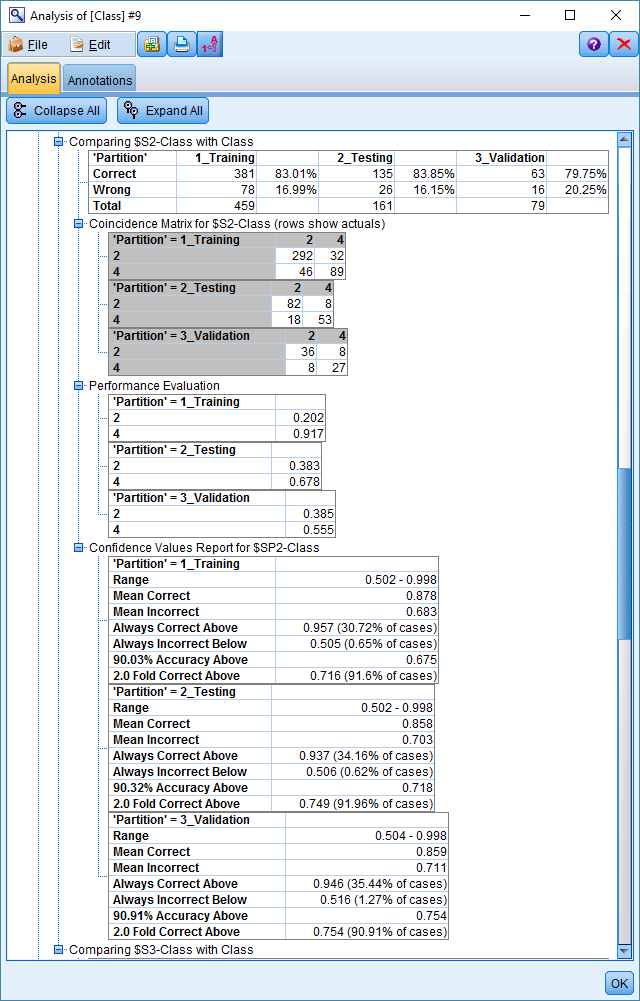 Analysis of [Class] #9
File Edit
Analysis Annotations
Collapse All Expand All
Comparing $S2-Class with Class
'Partition' 1_Training 2_Testing 3_Validation
Correct 381 83.01% 135 83.85% 63 79.75%
Wrong 78 16.99% 26 16.15% 16 20.25%
Total 459 161 79
Coincidence Matrix for $S2-Class (rows show actuals)
'Partition' = 1_Training 2 4
2 292 32
4 46 89
'Partition' = 2_Testing 2 4
2 82 8
4 18 53
'Partition' = 3_Validation 2 4
2 36 8
4 8 27
Performance Evaluation
'Partition' = 1_Training
2 0.202
4 0.917
'Partition' = 2_Testing
2 0.383
4 0.678
'Partition' = 3_Validation
2 0.385
4 0.555
Confidence Values Report for $SP2-Class
'Partition' = 1_Training
Range 0.502 - 0.998
Mean Correct 0.878
Mean Incorrect 0.683
Always Correct Above 0.957 (30.72% of cases)
Always Incorrect Below 0.505 (0.65% of cases)
90.03% Accuracy Above 0.675
2.0 Fold Correct Above 0.716 (91.6% of cases)
'Partition' = 2_Testing
Range 0.502 - 0.998
Mean Correct 0.858
Mean Incorrect 0.703
Always Correct Above 0.937 (34.16% of cases)
Always Incorrect Below 0.506 (0.62% of cases)
90.32% Accuracy Above 0.718
2.0 Fold Correct Above 0.749 (91.96% of cases)
'Partition' = 3_Validation
Range 0.504 - 0.998
Mean Correct 0.859
Mean Incorrect 0.711
Always Correct Above 0.946 (35.44% of cases)
Always Incorrect Below 0.516 (1.27% of cases)
90.91% Accuracy Above 0.754
2.0 Fold Correct Above 0.754 (90.91% of cases)
Comparing $S3-Class with Class
OK